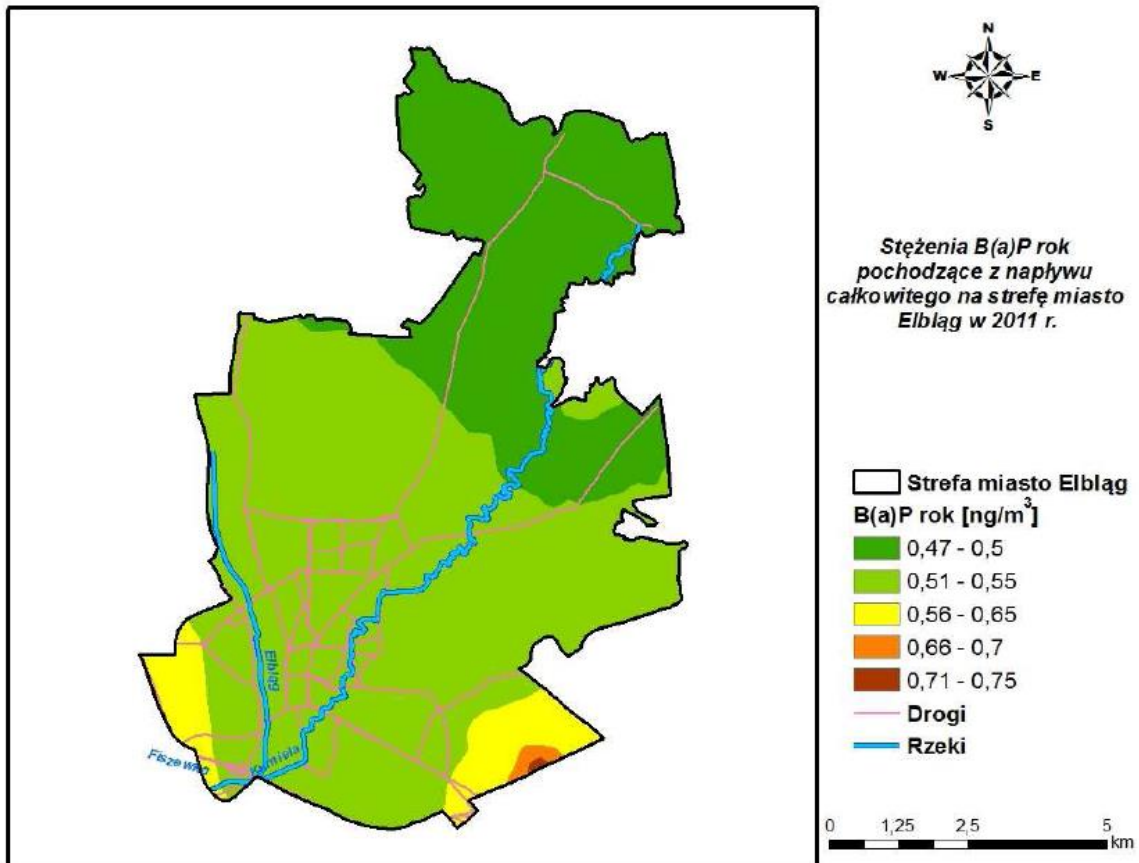 N
W E
S
Stężenia B(a)P rok
pochodzące z napływu
całkowitego na strefę miasto
Elbląg w 2011 r.
Strefa miasto Elbląg
B(a)P rok [ng/m³]
0,47 - 0,5
0,51 - 0,55
0,56 - 0,65
0,66 - 0,7
0,71 - 0,75
Drogi
Rzeki
0 1,25 2,5 5
km
Elbląg
Fiszewka
Kumiela